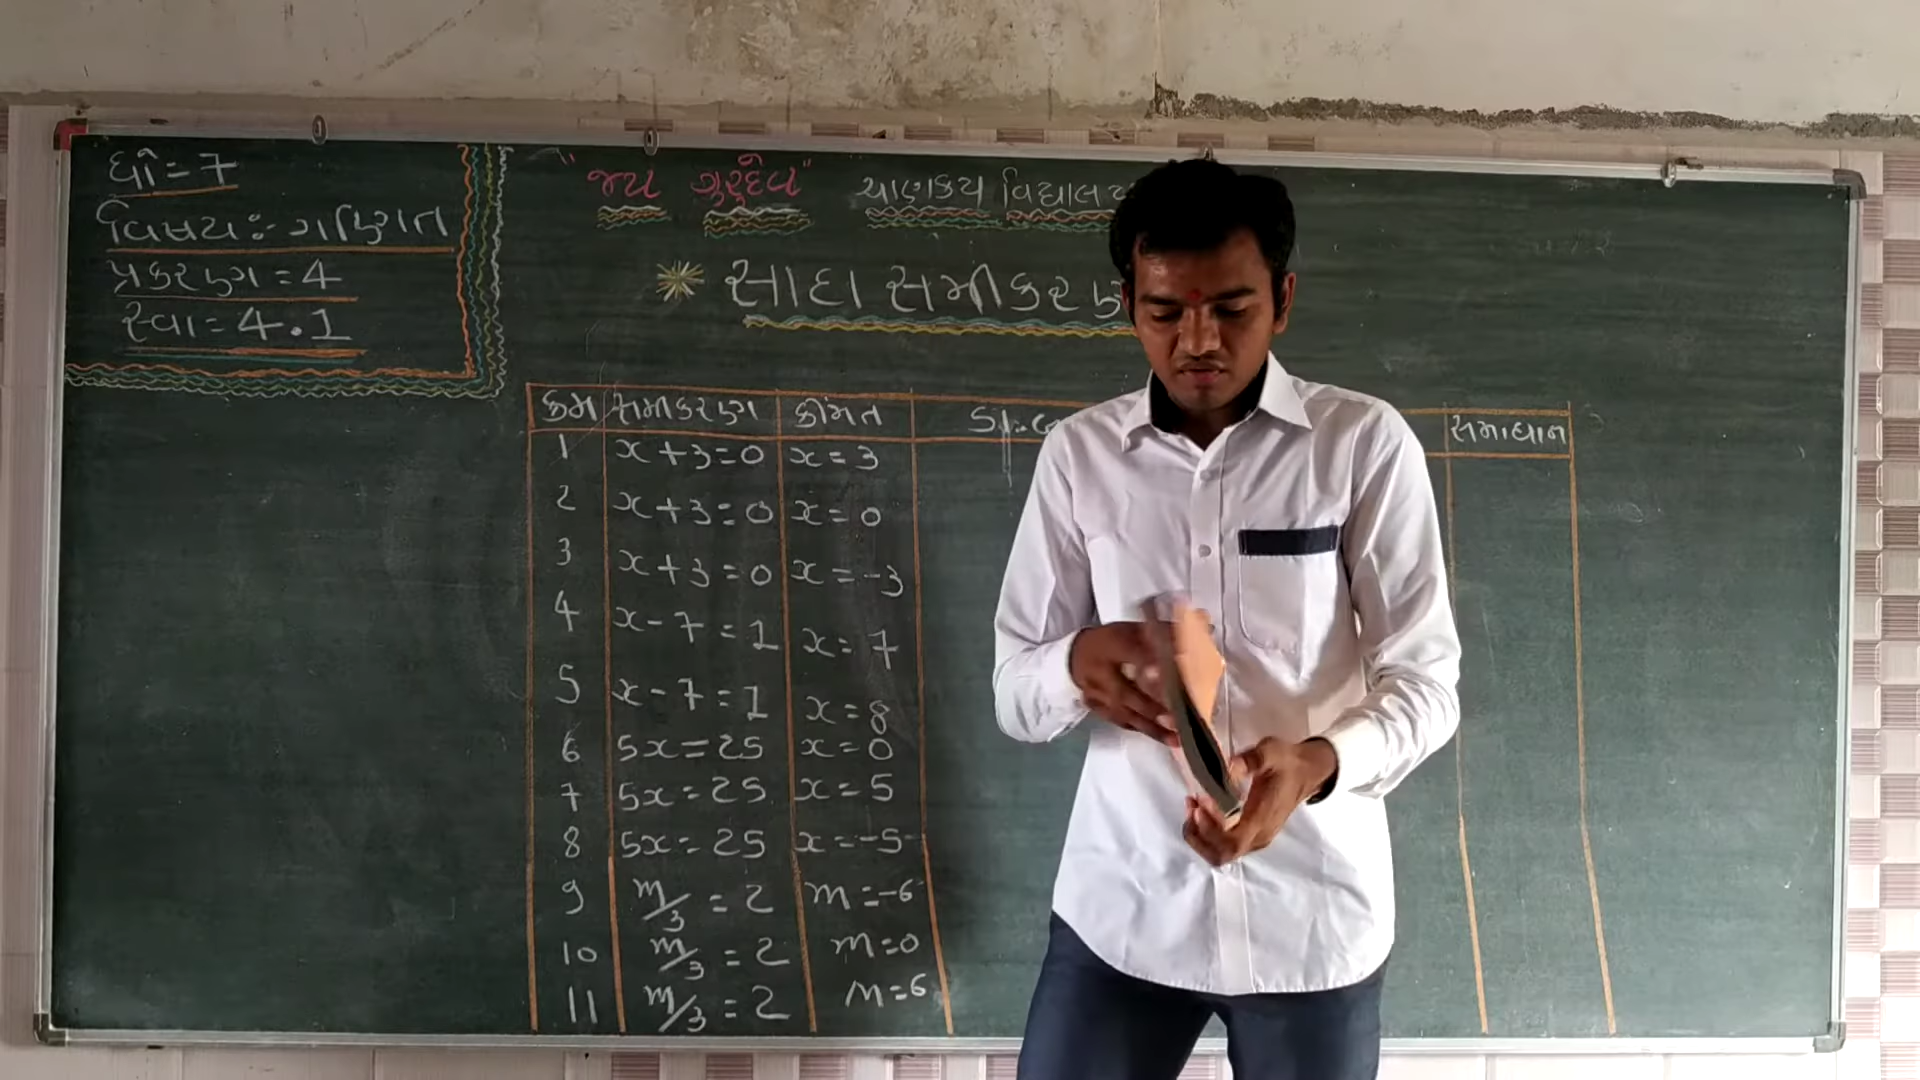 ધો = 7
વિષય :- ગણિત
પ્રકરણ = 4
સ્વા = 4.1
"જય ગુરુદેવ" ચાણક્ય વિદ્યાલય
સાદા સમીકરણ
ક્રમ સમીકરણ કીંમત ડા.બા સમાધાન
1 x+3=0 x=3
2 x+3=0 x=0
3 x+3=0 x=-3
4 x-7=1 x=7
5 x-7=1 x=8
6 5x=25 x=0
7 5x=25 x=5
8 5x=25 x=-5
9 m/3=2 m=-6
10 m/3=2 m=0
11 m/3=2 m=6